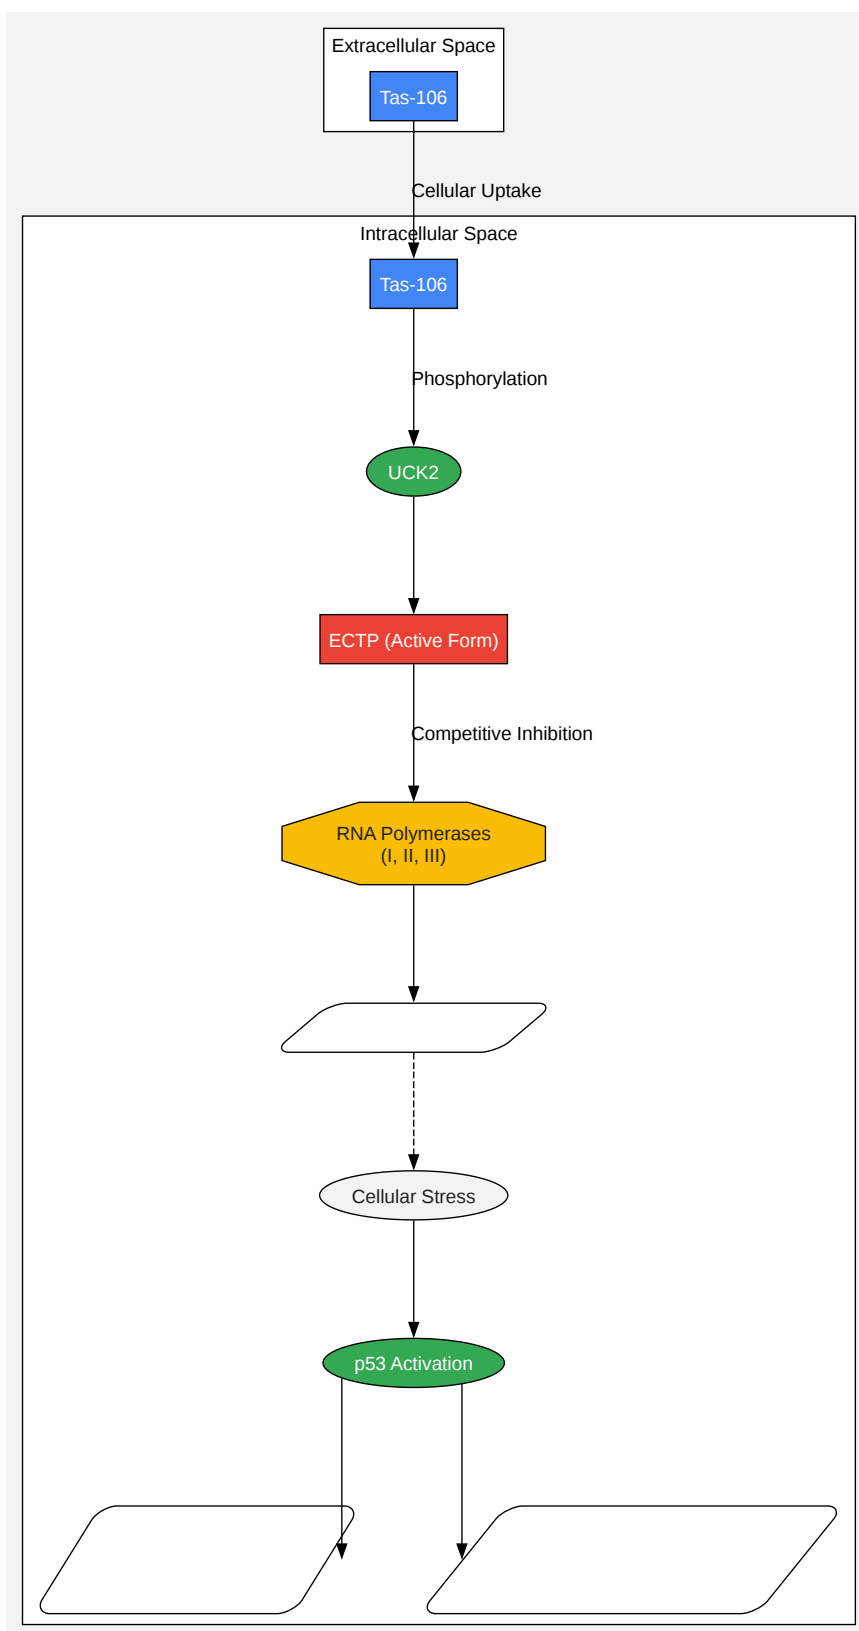 Extracellular Space
Tas-106
Cellular Uptake
Intracellular Space
Tas-106
Phosphorylation
UCK2
ECTP (Active Form)
Competitive Inhibition
RNA Polymerases
(I, II, III)
Cellular Stress
p53 Activation